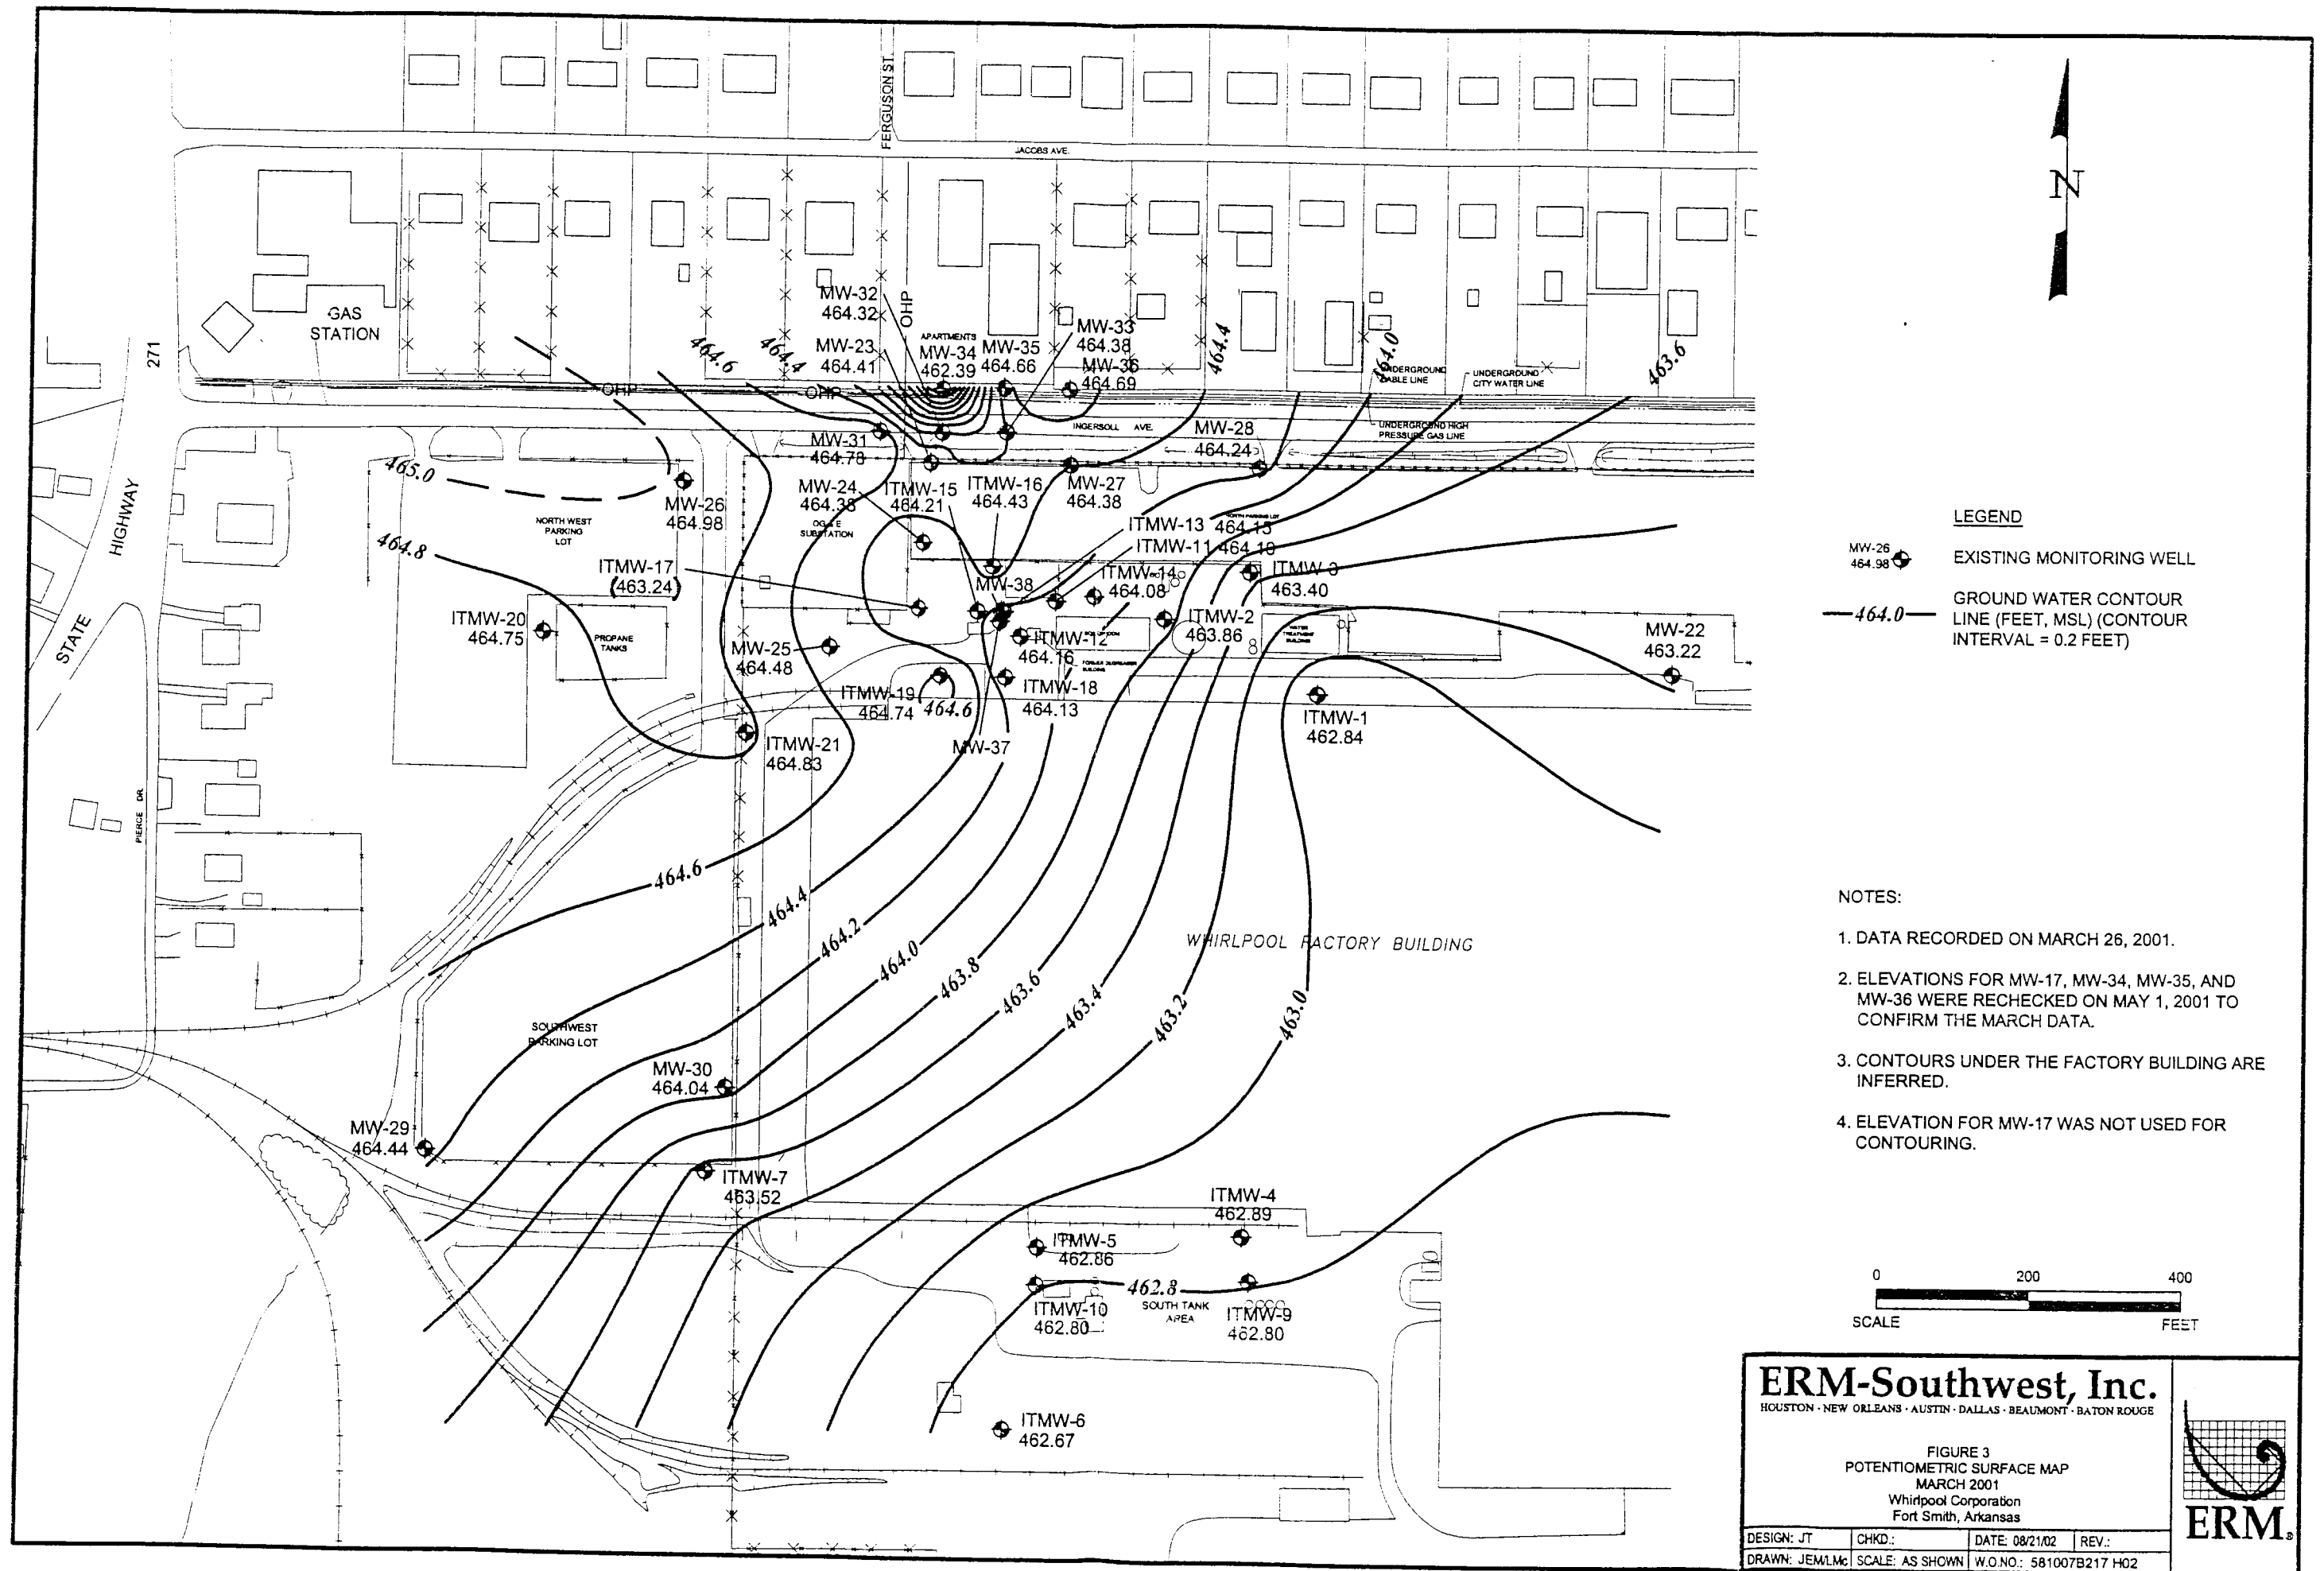 FERGUSON ST.
JACOBS AVE.
GAS
STATION
271
HIGHWAY
STATE
PIERCE DR.
OHP
MW-32
464.32
MW-23
464.41
APARTMENTS
MW-34
462.39
MW-35
464.66
MW-33
464.38
MW-36
464.69
464.6
464.4
464.4
464.0
463.6
UNDERGROUND
CABLE LINE
UNDERGROUND
CITY WATER LINE
UNDERGROUND HIGH
PRESSURE GAS LINE
OHP
OHP
INGERSOLL AVE.
MW-31
464.78
MW-28
464.24
465.0
MW-26
464.98
NORTH WEST
PARKING
LOT
464.8
MW-24
464.38
SUBSTATION
ITMW-15
464.21
ITMW-16
464.43
MW-27
464.38
NORTH PARKING LOT
ITMW-13 464.15
ITMW-11 464.19
ITMW-17
(463.24)
MW-38
ITMW-14
464.08
ITMW-3
463.40
ITMW-20
464.75
PROPANE
TANKS
MW-25
464.48
ITMW-12
464.16
BOILER ROOM
ITMW-2
463.86
WATER
TREATMENT
BUILDING
MW-22
463.22
FORMER DEGREASER
BUILDING
ITMW-19
464.74
464.6
ITMW-18
464.13
ITMW-1
462.84
MW-37
ITMW-21
464.83
464.6
464.4
464.2
464.0
463.8
463.6
463.4
463.2
463.0
WHIRLPOOL FACTORY BUILDING
SOUTHWEST
PARKING LOT
MW-30
464.04
MW-29
464.44
ITMW-7
463.52
ITMW-4
462.89
ITMW-5
462.86
462.8
ITMW-10
462.80
SOUTH TANK
AREA
ITMW-9
462.80
ITMW-6
462.67
N
LEGEND
MW-26
464.98
EXISTING MONITORING WELL
464.0
GROUND WATER CONTOUR
LINE (FEET, MSL) (CONTOUR
INTERVAL = 0.2 FEET)
NOTES:
1. DATA RECORDED ON MARCH 26, 2001.
2. ELEVATIONS FOR MW-17, MW-34, MW-35, AND
MW-36 WERE RECHECKED ON MAY 1, 2001 TO
CONFIRM THE MARCH DATA.
3. CONTOURS UNDER THE FACTORY BUILDING ARE
INFERRED.
4. ELEVATION FOR MW-17 WAS NOT USED FOR
CONTOURING.
0 200 400
SCALE FEET
ERM-Southwest, Inc.
HOUSTON · NEW ORLEANS · AUSTIN · DALLAS · BEAUMONT · BATON ROUGE
FIGURE 3
POTENTIOMETRIC SURFACE MAP
MARCH 2001
Whirlpool Corporation
Fort Smith, Arkansas
DESIGN: JT CHKD.: DATE: 08/21/02 REV.:
DRAWN: JEM/LMc SCALE: AS SHOWN W.O.NO.: 581007B217 H02
ERM®